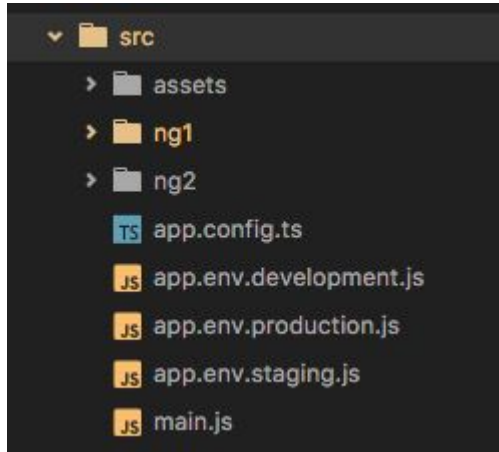 src
assets
ng1
ng2
TS app.config.ts
JS app.env.development.js
JS app.env.production.js
JS app.env.staging.js
JS main.js